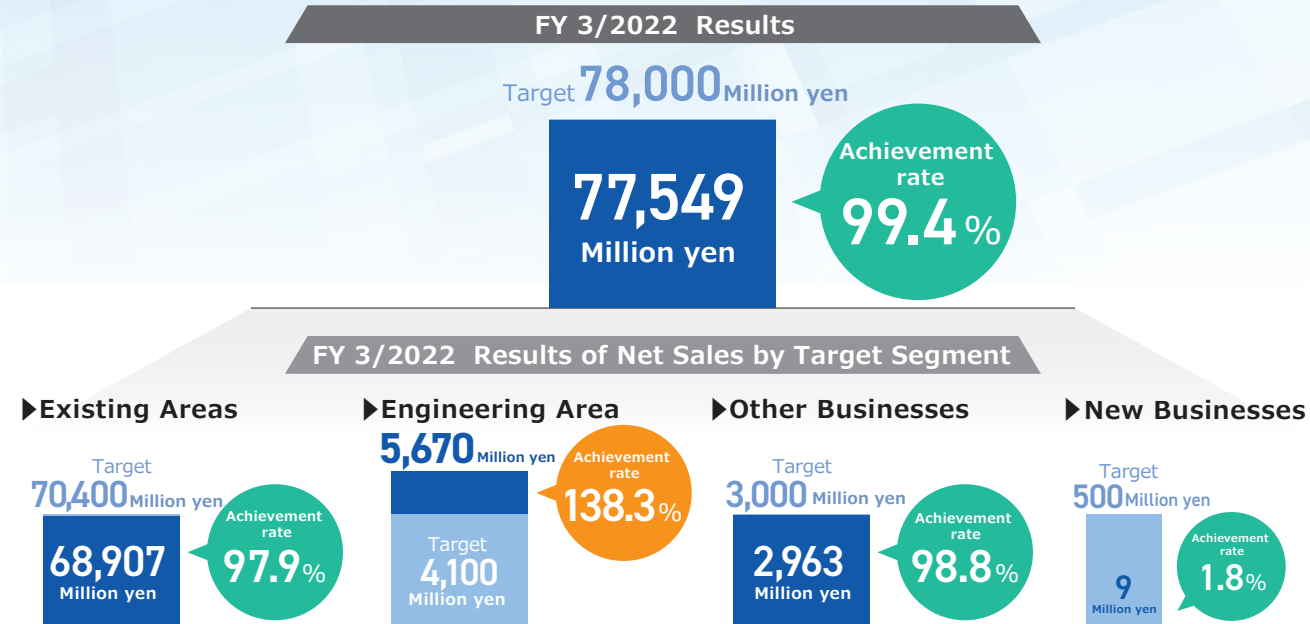 FY 3/2022 Results
Target 78,000 Million yen
77,549
Million yen
Achievement
rate
99.4 %
FY 3/2022 Results of Net Sales by Target Segment
▶Existing Areas
Target
70,400 Million yen
68,907
Million yen
Achievement
rate
97.9 %
▶Engineering Area
5,670 Million yen
Target
4,100
Million yen
Achievement
rate
138.3 %
▶Other Businesses
Target
3,000 Million yen
2,963
Million yen
Achievement
rate
98.8 %
▶New Businesses
Target
500 Million yen
9
Million yen
Achievement
rate
1.8 %